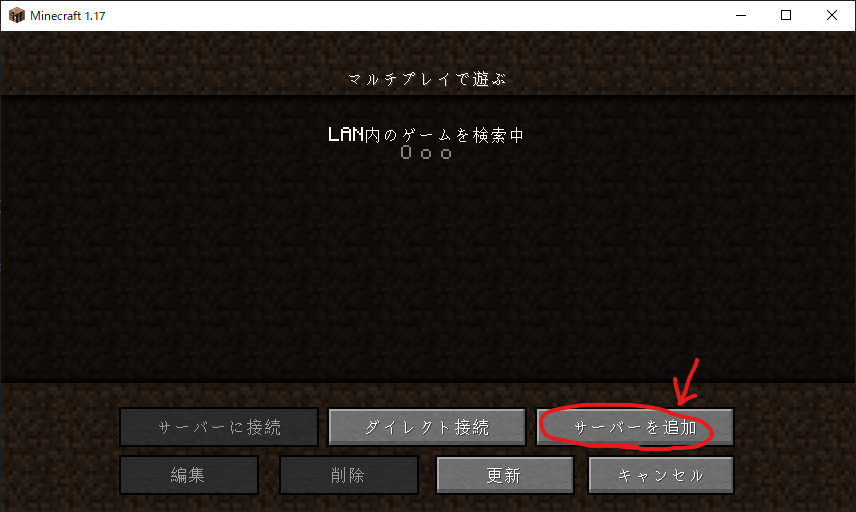 Minecraft 1.17
マルチプレイで遊ぶ
LAN内のゲームを検索中
O o o
サーバーに接続
ダイレクト接続
サーバーを追加
編集
削除
更新
キャンセル